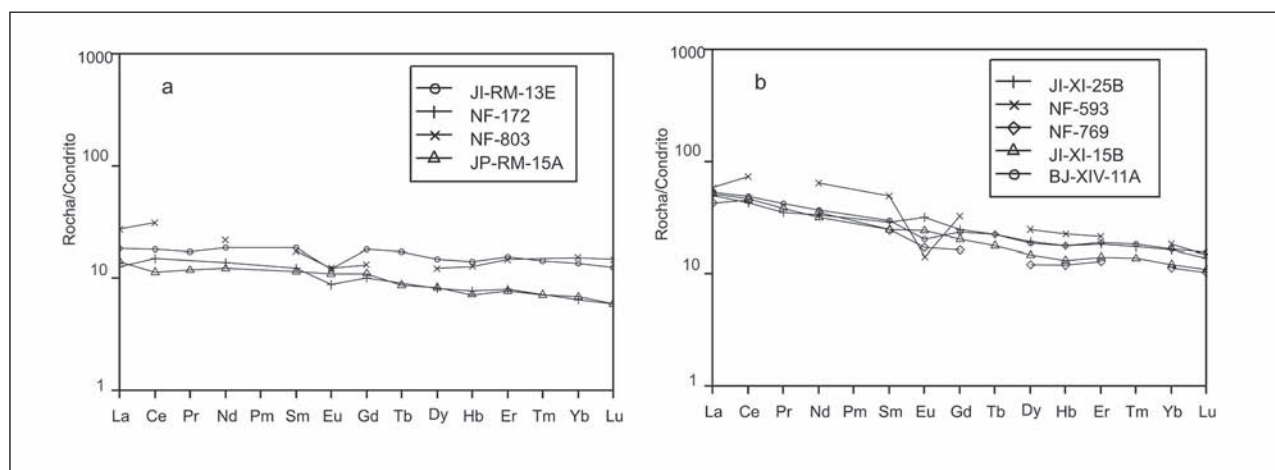 a
JI-RM-13E
NF-172
NF-803
JP-RM-15A
Rocha/Condrito
1000
100
10
1
La Ce Pr Nd Pm Sm Eu Gd Tb Dy Hb Er Tm Yb Lu
b
JI-XI-25B
NF-593
NF-769
JI-XI-15B
BJ-XIV-11A
Rocha/Condrito
1000
100
10
1
La Ce Pr Nd Pm Sm Eu Gd Tb Dy Hb Er Tm Yb Lu